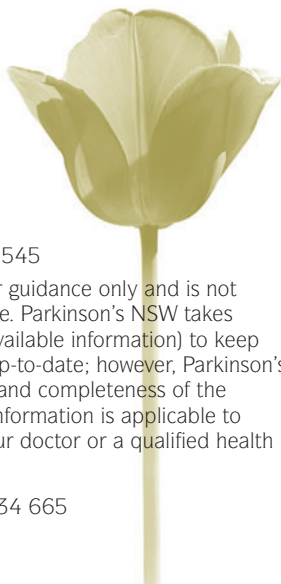 545
guidance only and is not
e. Parkinson's NSW takes
vailable information) to keep
p-to-date; however, Parkinson's
and completeness of the
nformation is applicable to
ur doctor or a qualified health
34 665